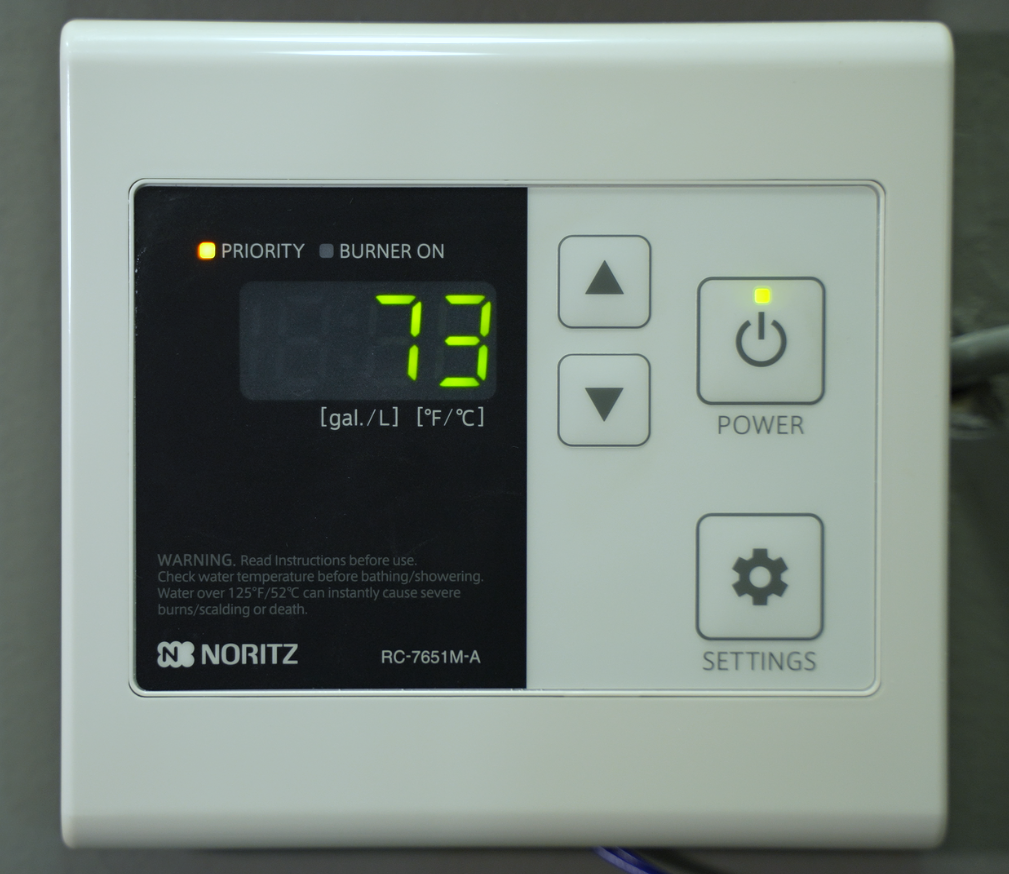 PRIORITY BURNER ON
73
[gal./L] [°F/℃]
POWER
WARNING. Read Instructions before use.
Check water temperature before bathing/showering.
Water over 125°F/52℃ can instantly cause severe
burns/scalding or death.
NORITZ RC-7651M-A
SETTINGS